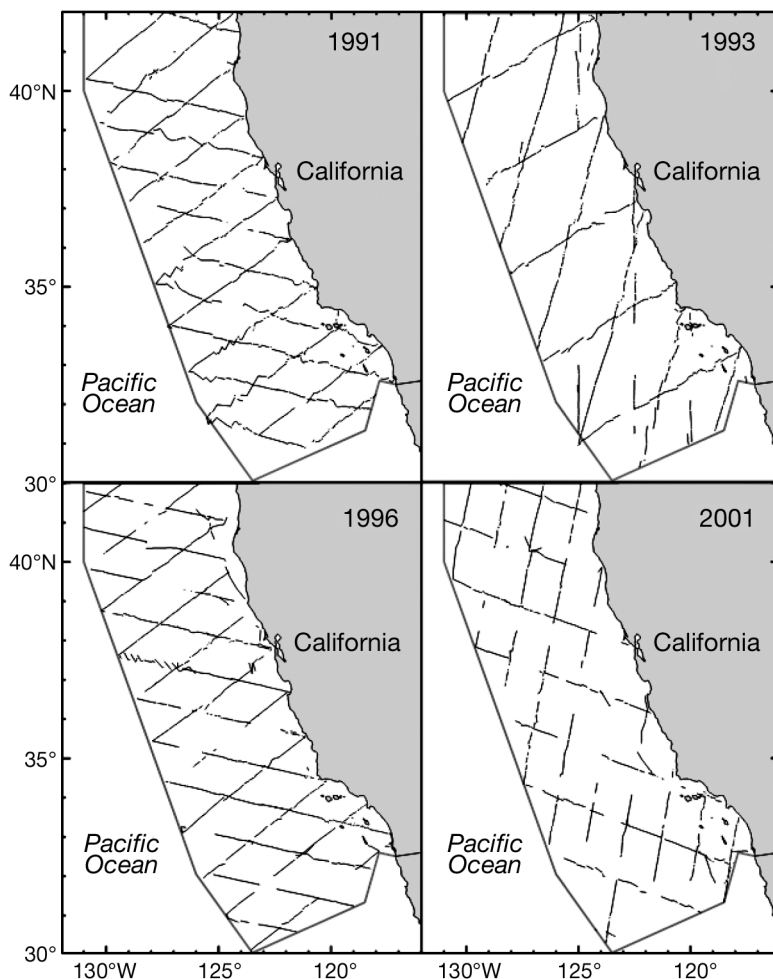 1991
1993
40°N
California
California
35°
Pacific
Ocean
Pacific
Ocean
30°
1996
2001
40°N
California
California
35°
Pacific
Ocean
Pacific
Ocean
30°
130°W
125°
120°
130°W
125°
120°